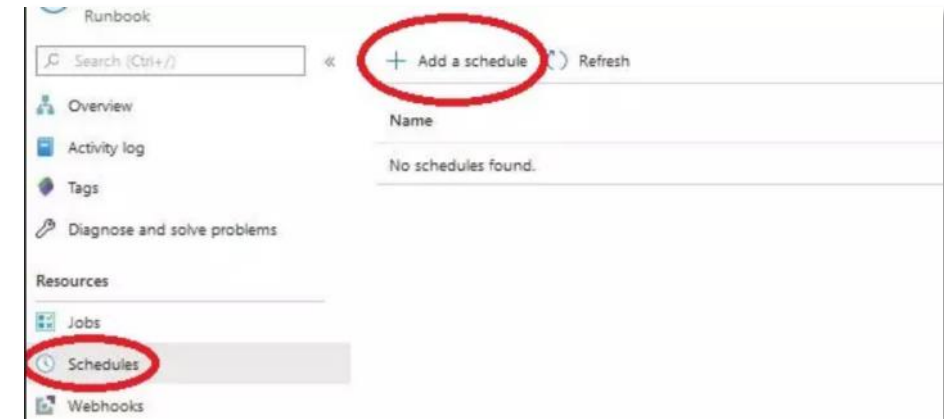 Runbook
Search (Ctrl+/)
«
+ Add a schedule Refresh
Overview
Activity log
Tags
Diagnose and solve problems
Resources
Jobs
Schedules
Webhooks
Name
No schedules found.